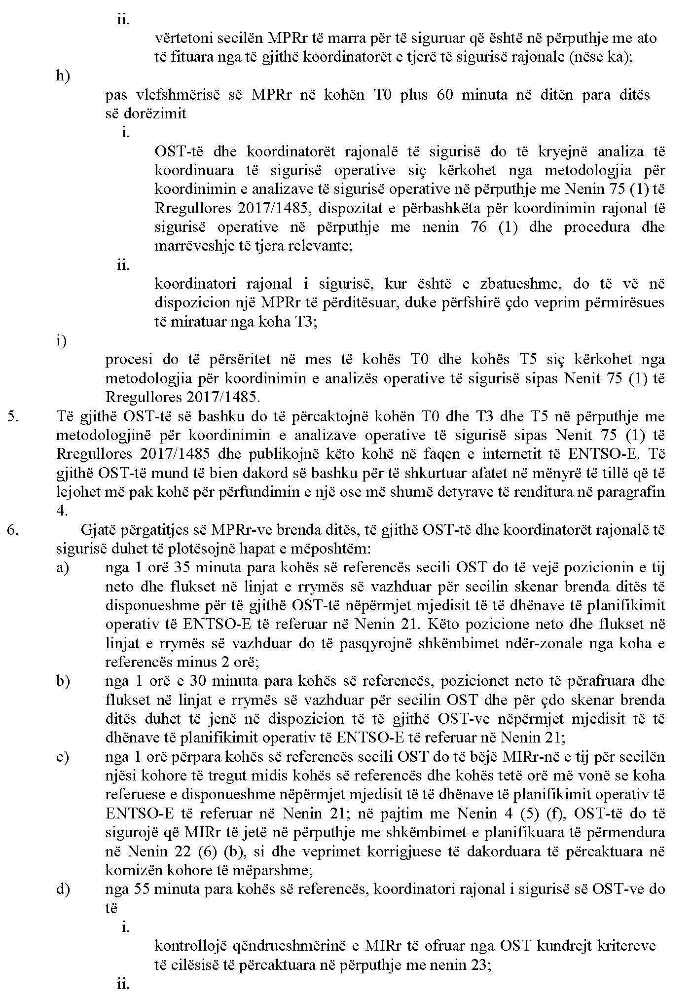 ii.
vërtetoni secilën MPRr të marra për të siguruar që është në përputhje me ato
të fituara nga të gjithë koordinatorët e tjerë të sigurisë rajonale (nëse ka);
h)
pas vlefshmërisë së MPRr në kohën T0 plus 60 minuta në ditën para ditës
së dorëzimit
i.
OST-të dhe koordinatorët rajonalë të sigurisë do të kryejnë analiza të
koordinuara të sigurisë operative siç kërkohet nga metodologjia për
koordinimin e analizave të sigurisë operative në përputhje me Nenin 75 (1) të
Rregullores 2017/1485, dispozitat e përbashkëta për koordinimin rajonal të
sigurisë operative në përputhje me nenin 76 (1) dhe procedura dhe
marrëveshje të tjera relevante;
ii.
koordinatori rajonal i sigurisë, kur është e zbatueshme, do të vë në
dispozicion një MPRr të përditësuar, duke përfshirë çdo veprim përmirësues
të miratuar nga koha T3;
i)
procesi do të përsëritet në mes të kohës T0 dhe kohës T5 siç kërkohet nga
metodologjia për koordinimin e analizës operative të sigurisë sipas Nenit 75 (1) të
Rregullores 2017/1485.
5. Të gjithë OST-të së bashku do të përcaktojnë kohën T0 dhe T3 dhe T5 në përputhje me
metodologjinë për koordinimin e analizave operative të sigurisë sipas Nenit 75 (1) të
Rregullores 2017/1485 dhe publikojnë këto kohë në faqen e internetit të ENTSO-E. Të
gjithë OST-të mund të bien dakord së bashku për të shkurtuar afatet në mënyrë të tillë që të
lejohet më pak kohë për përfundimin e një ose më shumë detyrave të renditura në paragrafin
4.
6. Gjatë përgatitjes së MPRr-ve brenda ditës, të gjithë OST-të dhe koordinatorët rajonalë të
sigurisë duhet të plotësojnë hapat e mëposhtëm:
a) nga 1 orë 35 minuta para kohës së referencës secili OST do të vejë pozicionin e tij
neto dhe flukset në linjat e rrymës së vazhduar për secilin skenar brenda ditës të
disponueshme për të gjithë OST-të nëpërmjet mjedisit të të dhënave të planifikimit
operativ të ENTSO-E të referuar në Nenin 21. Këto pozicione neto dhe flukset në
linjat e rrymës së vazhduar do të pasqyrojnë shkëmbimet ndër-zonale nga koha e
referencës minus 2 orë;
b) nga 1 orë e 30 minuta para kohës së referencës, pozicionet neto të përafruara dhe
flukset në linjat e rrymës së vazhduar për secilin OST dhe për çdo skenar brenda
ditës duhet të jenë në dispozicion të të gjithë OST-ve nëpërmjet mjedisit të të
dhënave të planifikimit operativ të ENTSO-E të referuar në Nenin 21;
c) nga 1 orë përpara kohës së referencës secili OST do të bëjë MIRr-në e tij për secilën
njësi kohore të tregut midis kohës së referencës dhe kohës tetë orë më vonë se koha
referuese e disponueshme nëpërmjet mjedisit të të dhënave të planifikimit operativ të
ENTSO-E të referuar në Nenin 21; në pajtim me Nenin 4 (5) (f), OST-të do të
sigurojë që MIRr të jetë në përputhje me shkëmbimet e planifikuara të përmendura
në Nenin 22 (6) (b), si dhe veprimet korrigjuese të dakorduara të përcaktuara në
kornizën kohore të mëparshme;
d) nga 55 minuta para kohës së referencës, koordinatori rajonal i sigurisë së OST-ve do
të
i.
kontrollojë qëndrueshmërinë e MIRr të ofruar nga OST kundrejt kritereve
të cilësisë të përcaktuara në përputhje me nenin 23;
ii.